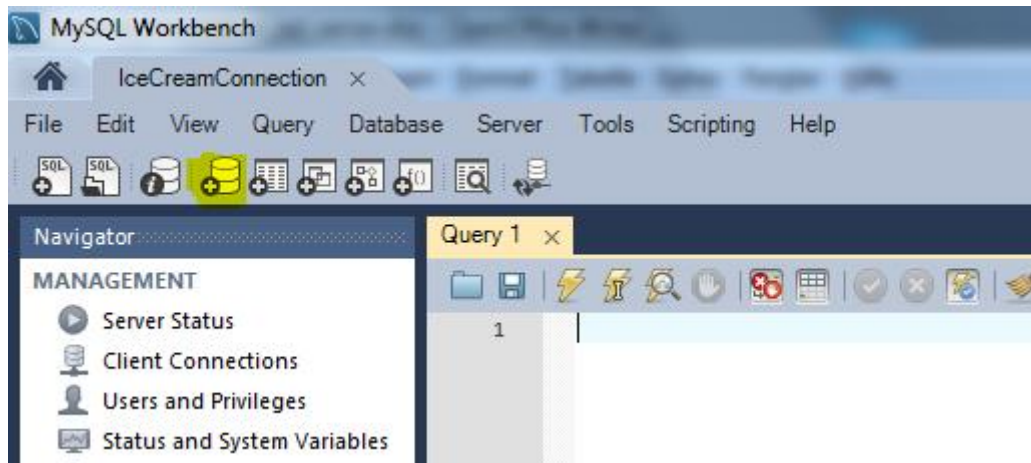 MySQL Workbench
IceCreamConnection
File Edit View Query Database Server Tools Scripting Help
SQL SQL
Navigator
Query 1
MANAGEMENT
Server Status
1
Client Connections
Users and Privileges
Status and System Variables